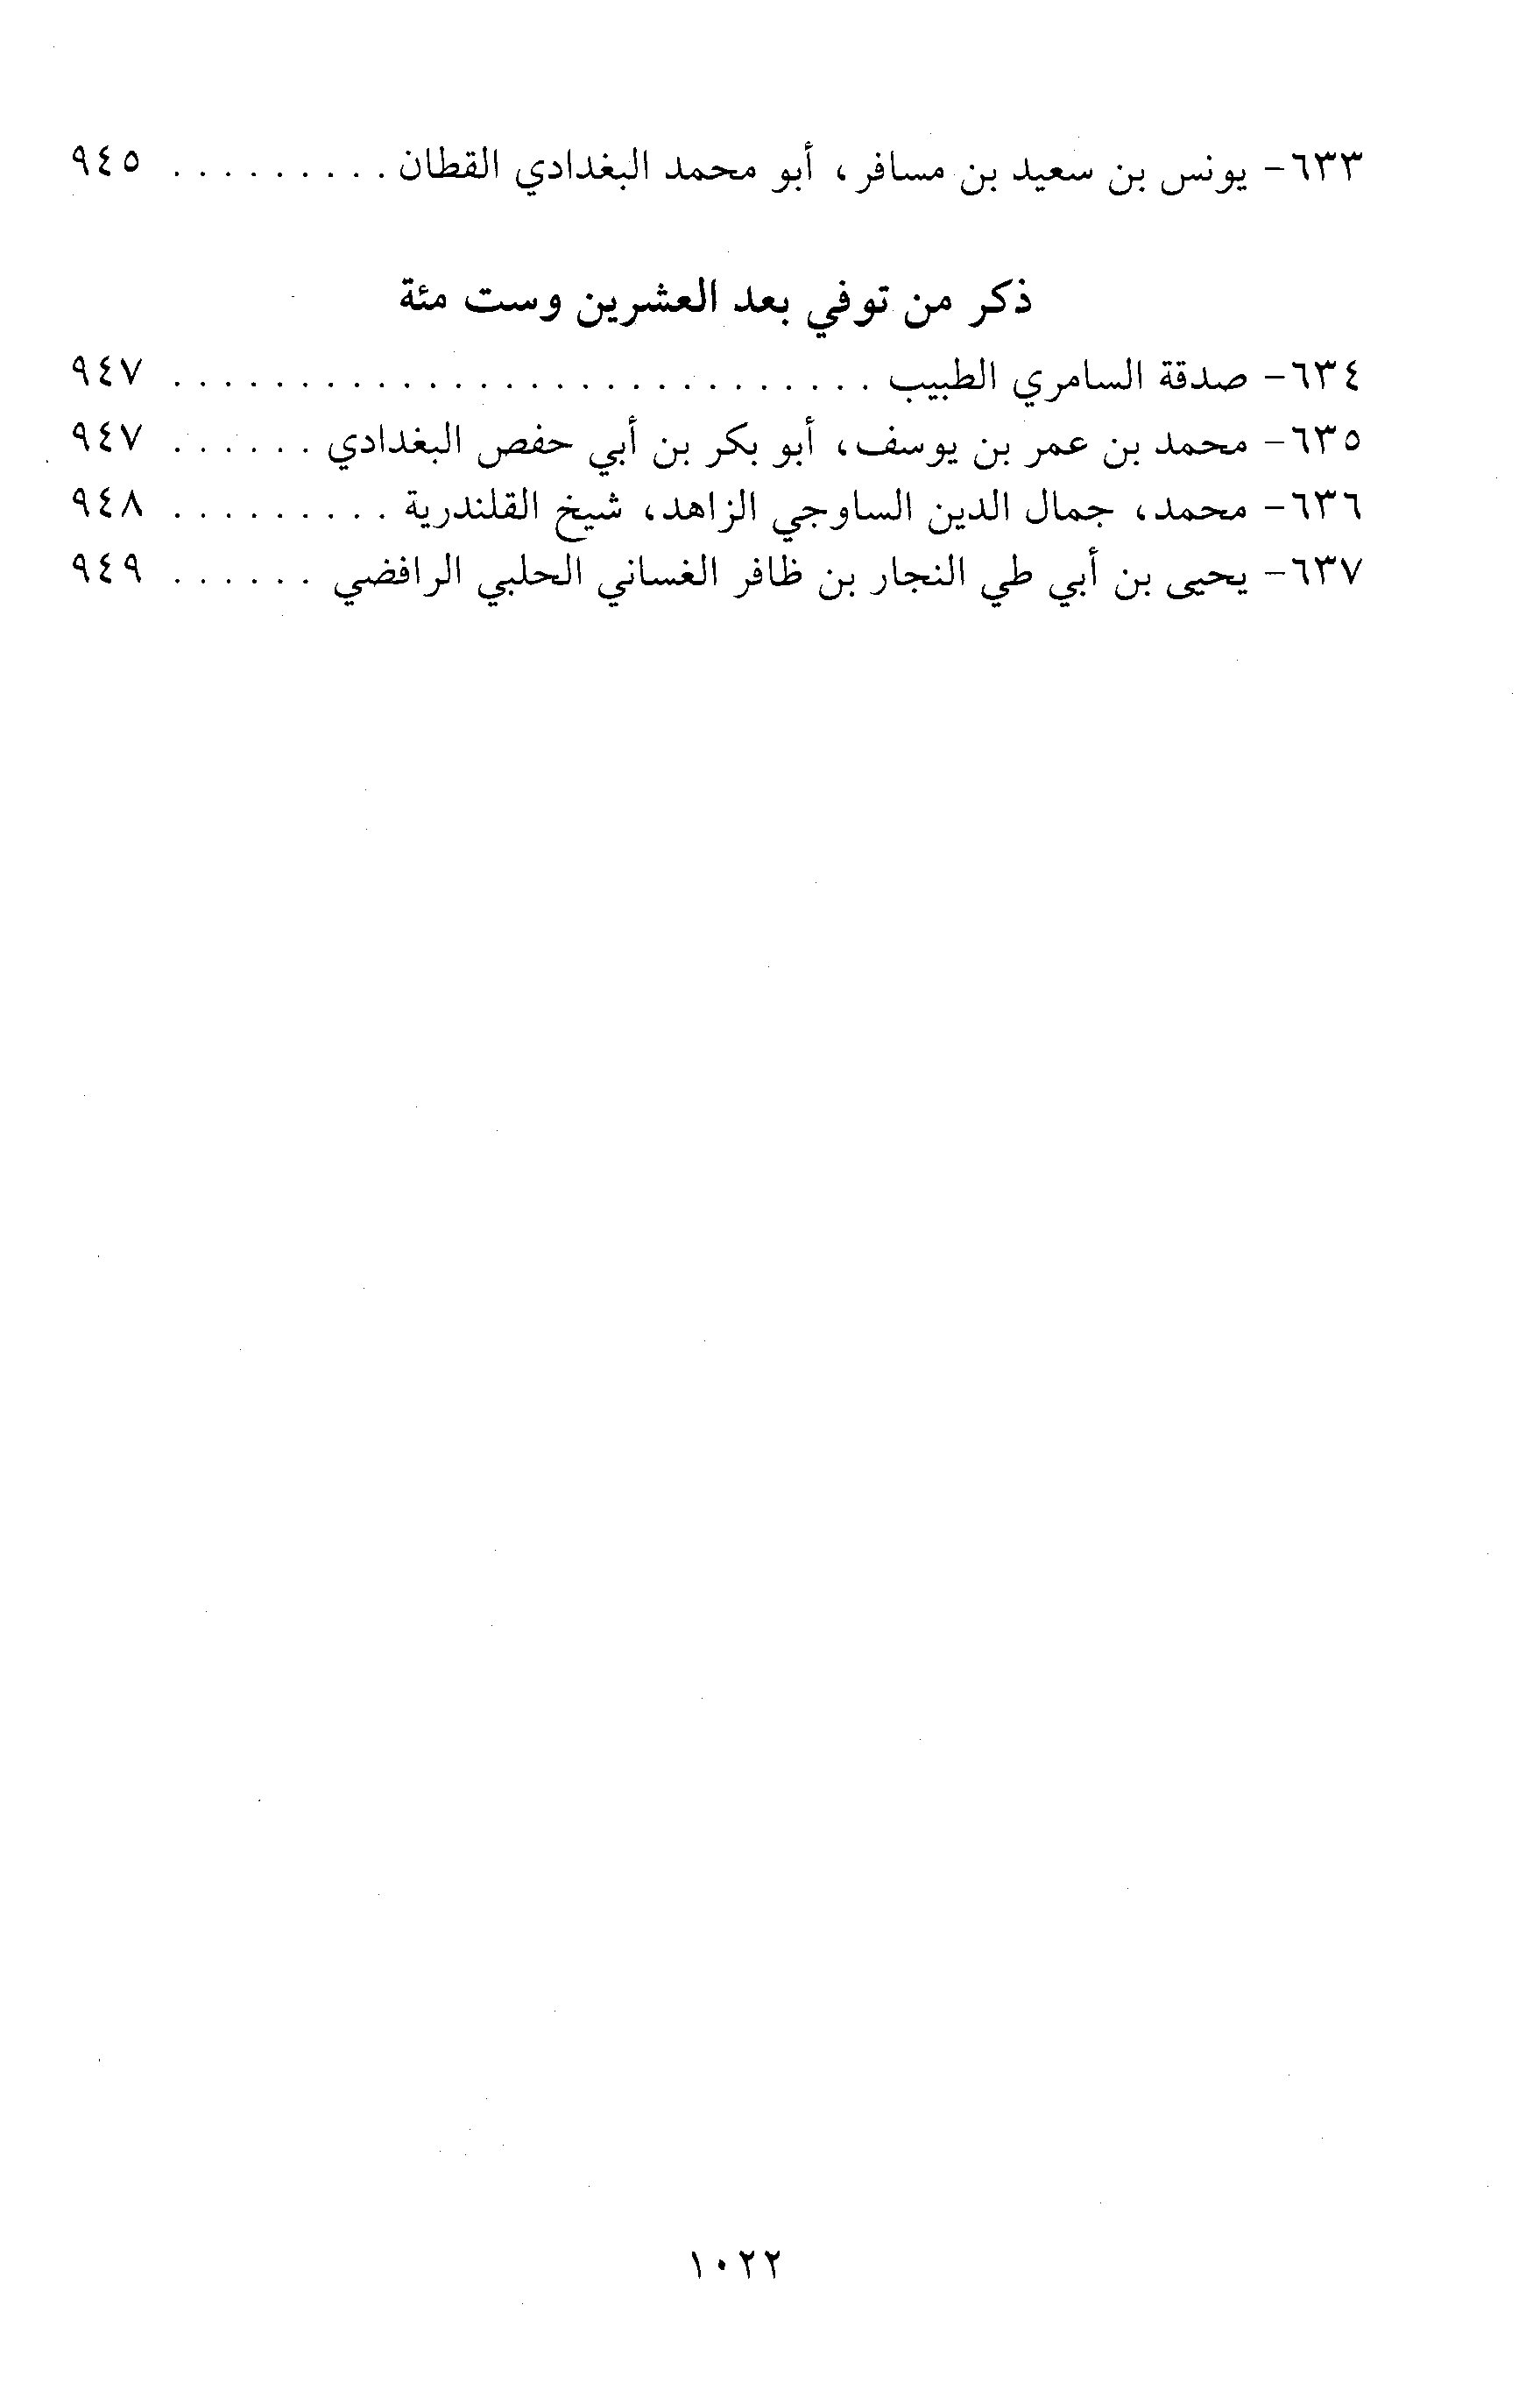 ٦٣٣- يونس بن سعيد بن مسافر، أبو محمد البغدادي القطان . . . . . . . . . ٩٤٥
ذكر من توفي بعد العشرين وست مئة
٦٣٤- صدقة السامري الطبيب . . . . . . . . . . . . . . . . . . . . . . . . . . . . ٩٤٧
٦٣٥- محمد بن عمر بن يوسف، أبو بكر بن أبي حفص البغدادي . . . . . . ٩٤٧
٦٣٦- محمد، جمال الدين الساوجي الزاهد، شيخ القلندرية . . . . . . . . . ٩٤٨
٦٣٧- يحيى بن أبي طي النجار بن ظافر الغساني الحلبي الرافضي . . . . . . ٩٤٩
١٠٢٢